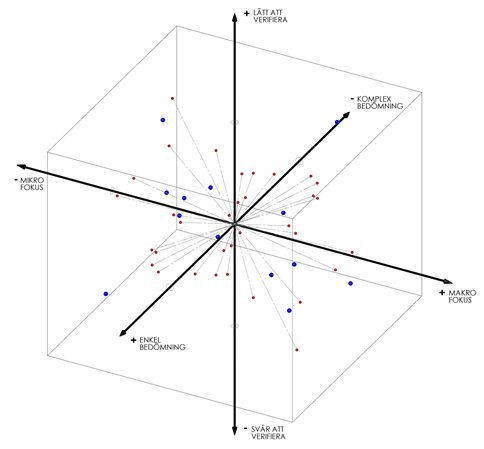 + LÄTT ATT
VERIFIERA
- KOMPLEX
BEDÖMNING
- MIKRO
FOKUS
+ MAKRO
FOKUS
+ ENKEL
BEDÖMNING
- SVÅR ATT
VERIFIERA